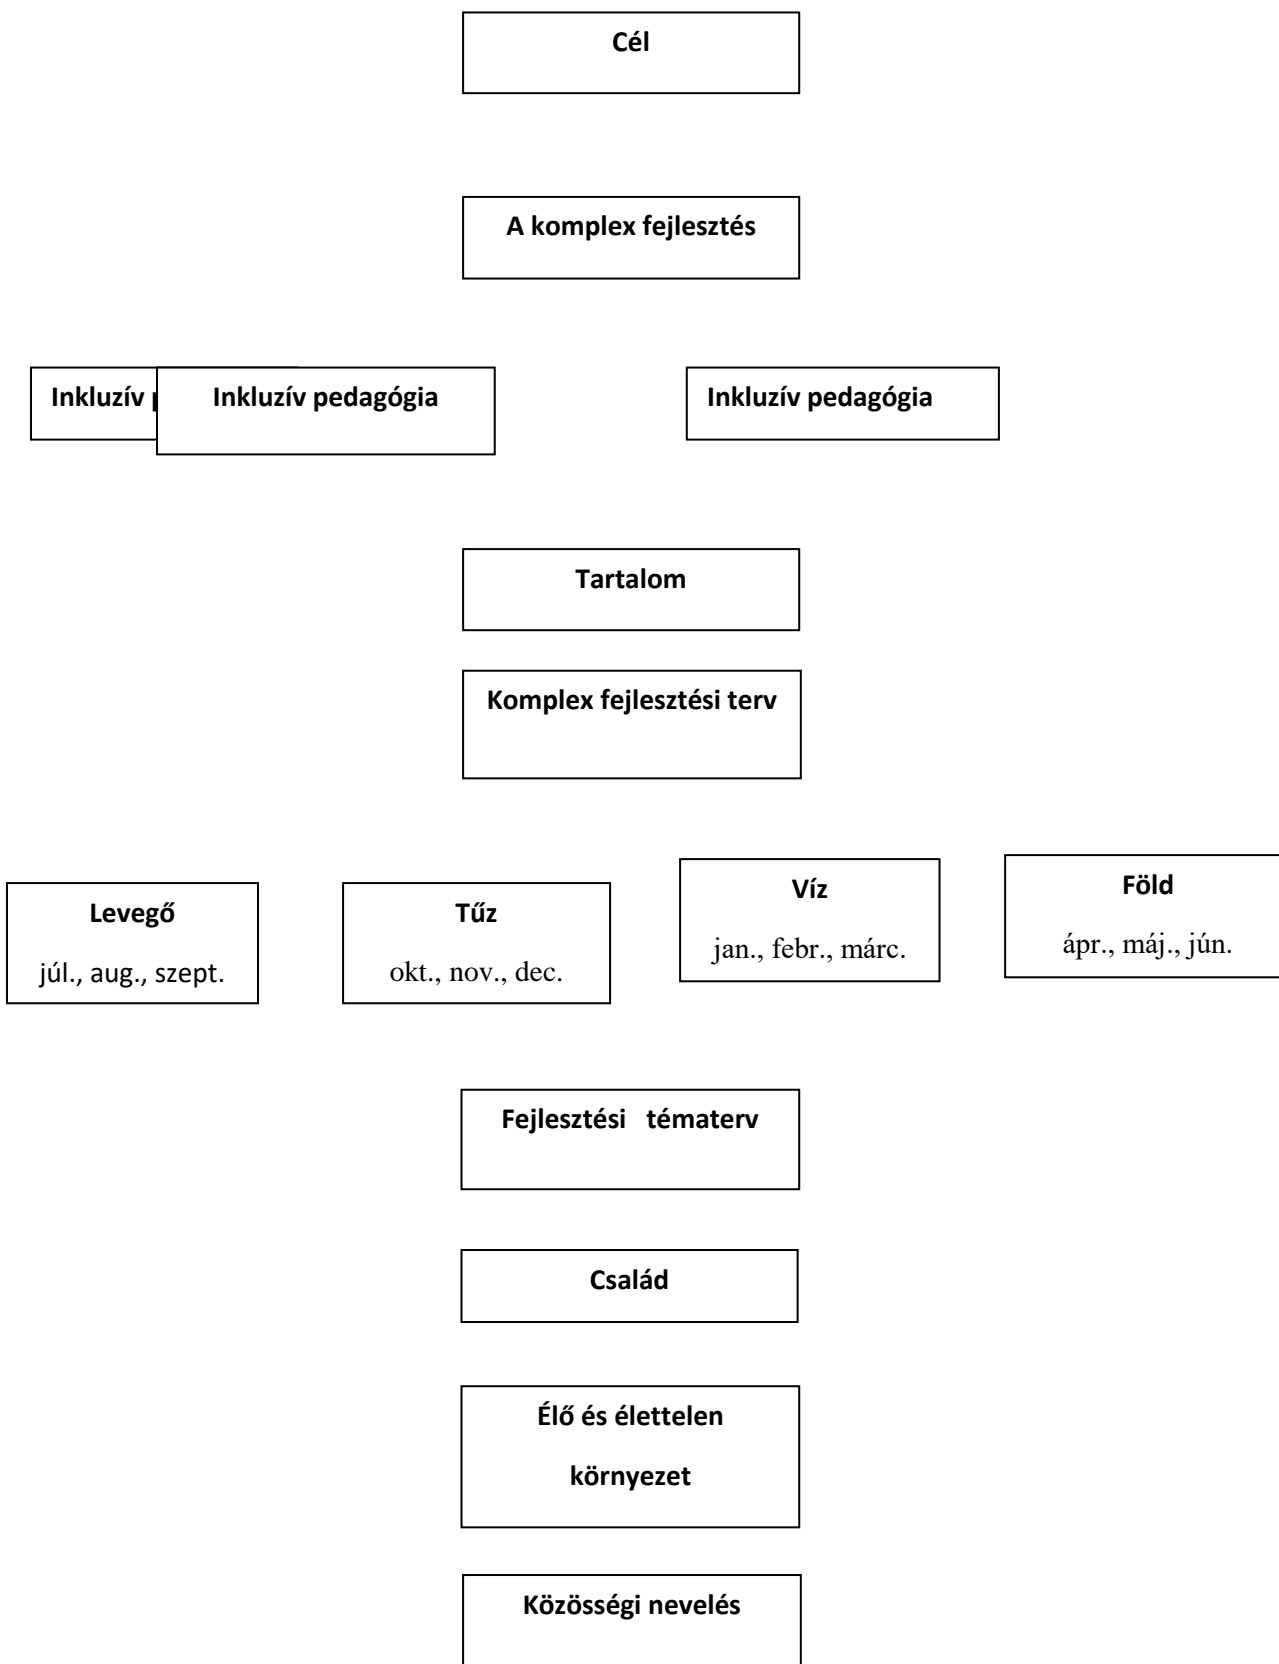 Cél
A komplex fejlesztés
Inkluzív
Inkluzív pedagógia
Inkluzív pedagógia
Tartalom
Komplex fejlesztési terv
Levegő
júl., aug., szept.
Tűz
okt., nov., dec.
Víz
jan., febr., márc.
Föld
ápr., máj., jún.
Fejlesztési tématerv
Család
Élő és élettelen
környezet
Közösségi nevelés